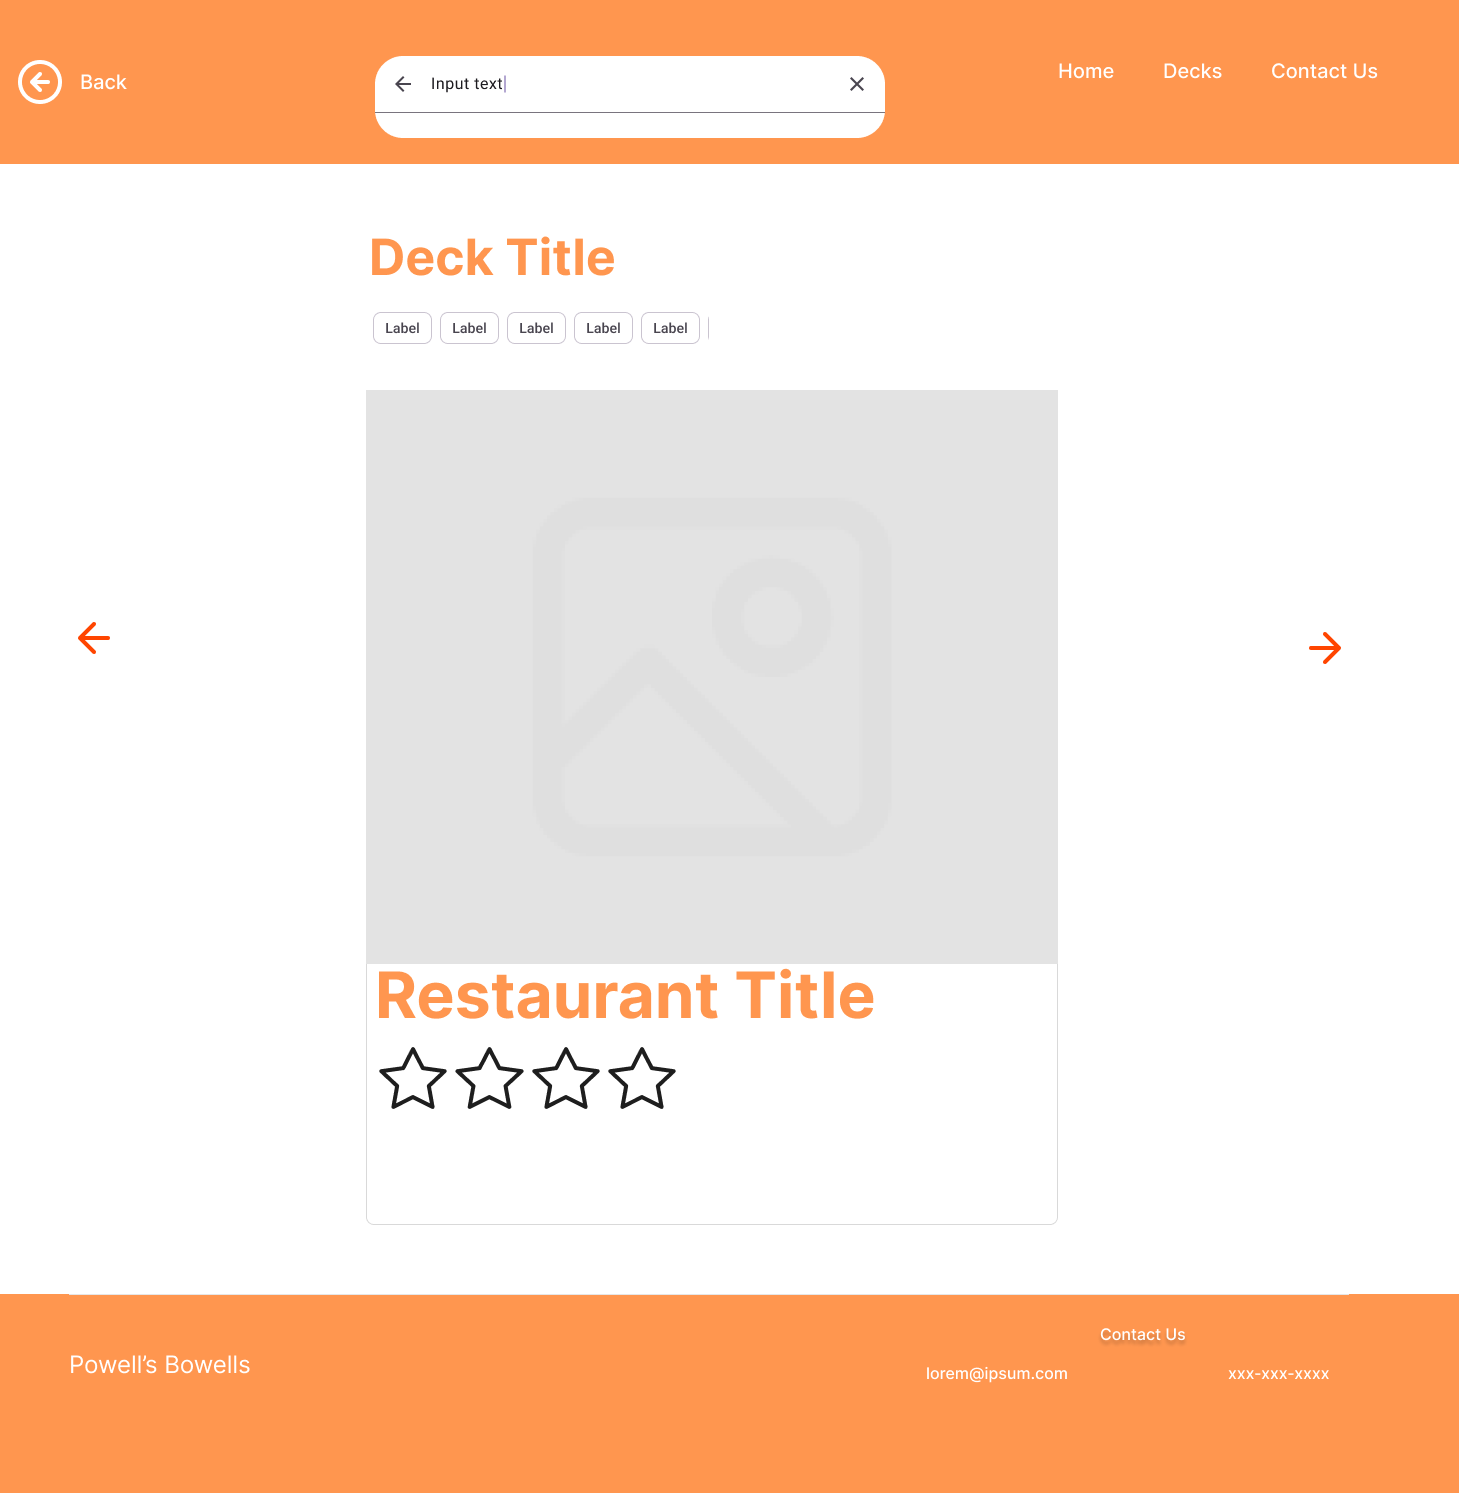 Back
Input text
Home Decks Contact Us
Deck Title
Label Label Label Label Label
Restaurant Title
Contact Us
Powell’s Bowells
lorem@ipsum.com xxx-xxx-xxxx